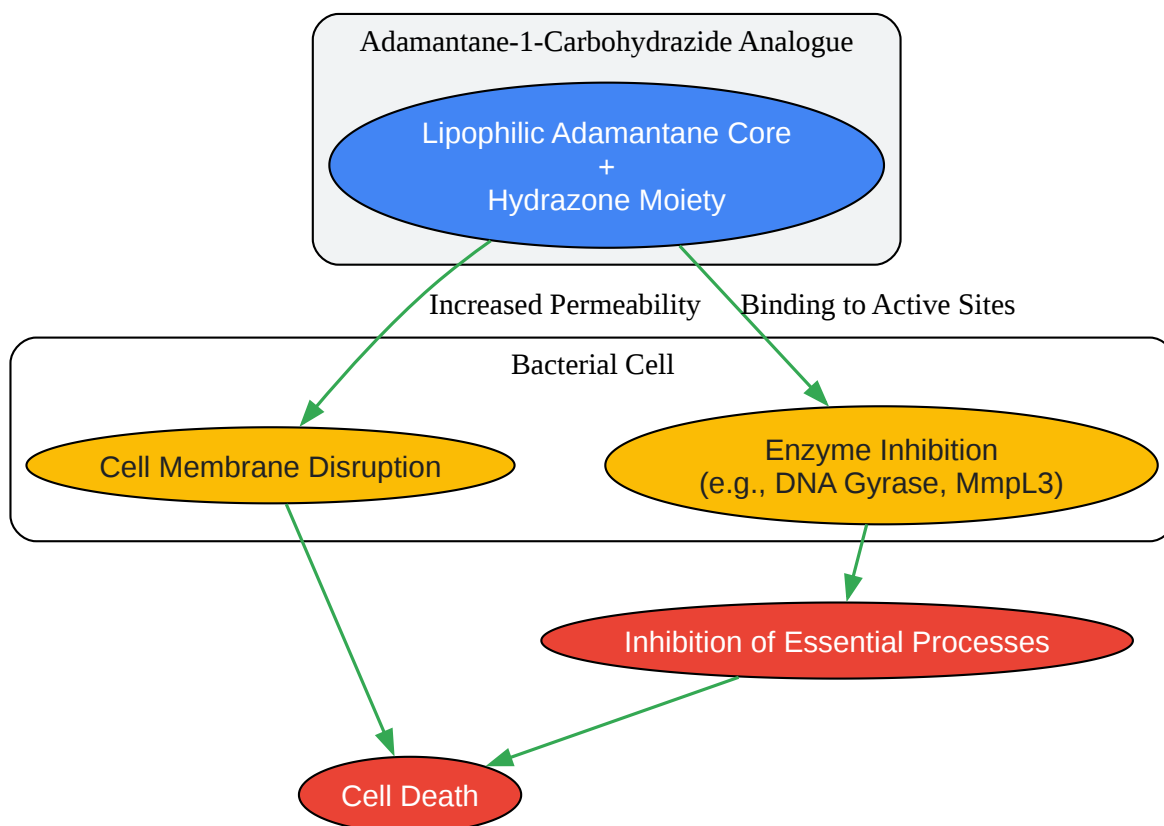 Adamantane-1-Carbohydrazide Analogue
Lipophilic Adamantane Core
+
Hydrazone Moiety
Increased Permeability
Binding to Active Sites
Bacterial Cell
Cell Membrane Disruption
Enzyme Inhibition
(e.g., DNA Gyrase, MmpL3)
Inhibition of Essential Processes
Cell Death